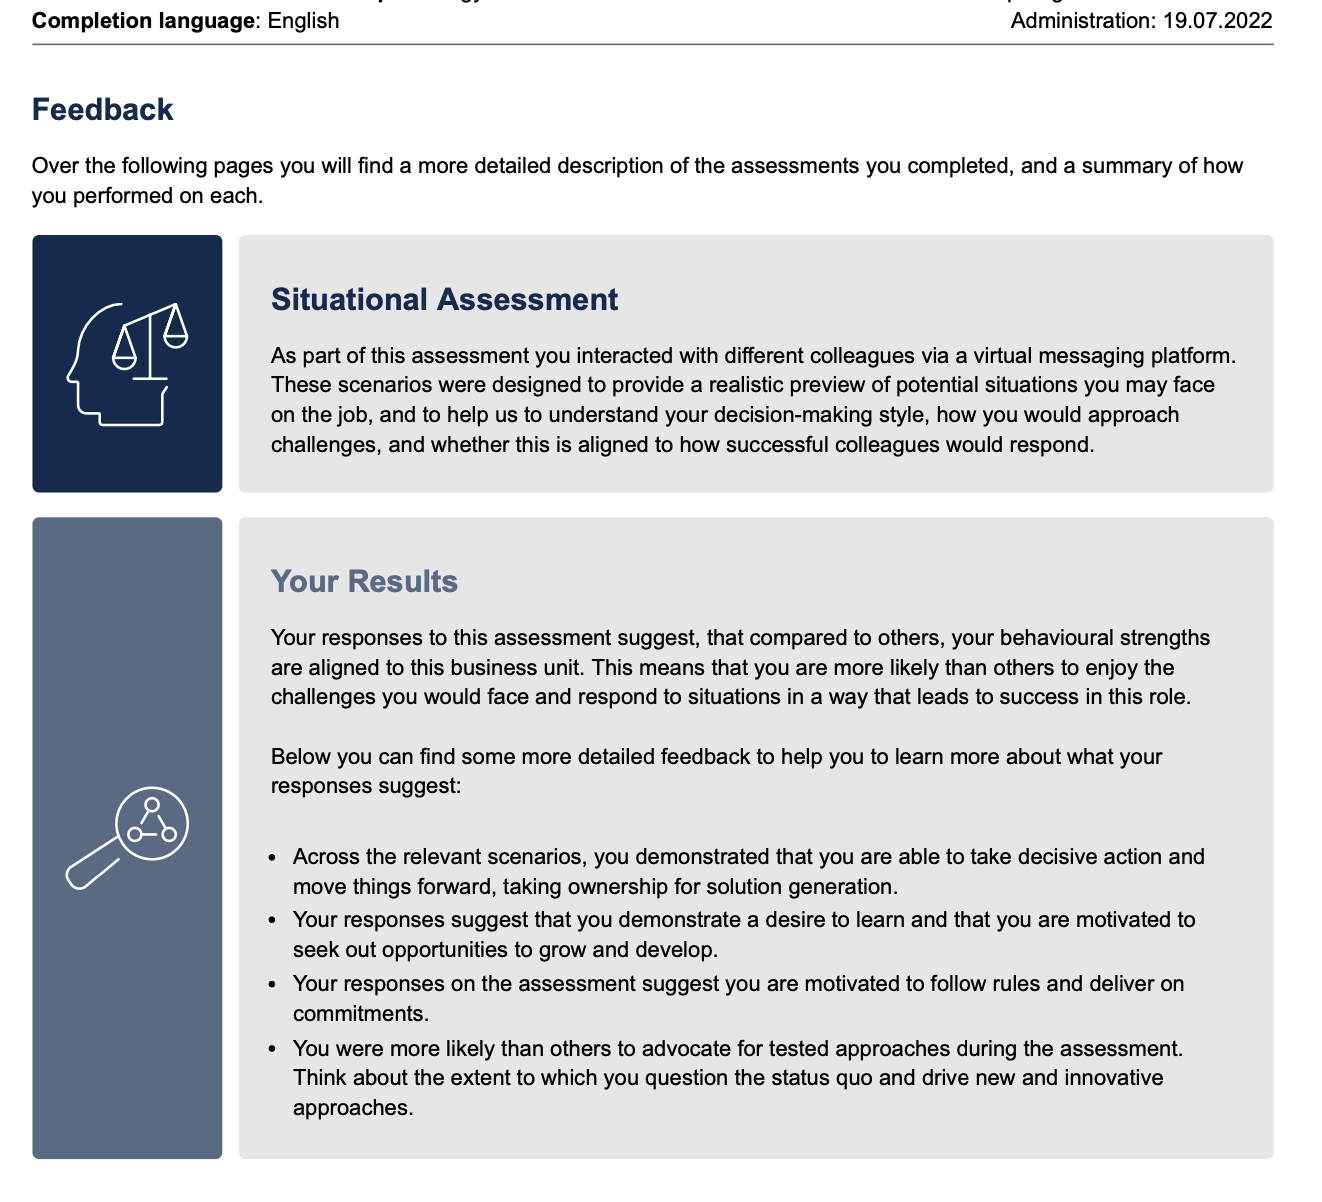 Completion language: English
Administration: 19.07.2022
Feedback
Over the following pages you will find a more detailed description of the assessments you completed, and a summary of how
you performed on each.
Situational Assessment
As part of this assessment you interacted with different colleagues via a virtual messaging platform.
These scenarios were designed to provide a realistic preview of potential situations you may face
on the job, and to help us to understand your decision-making style, how you would approach
challenges, and whether this is aligned to how successful colleagues would respond.
Your Results
Your responses to this assessment suggest, that compared to others, your behavioural strengths
are aligned to this business unit. This means that you are more likely than others to enjoy the
challenges you would face and respond to situations in a way that leads to success in this role.
Below you can find some more detailed feedback to help you to learn more about what your
responses suggest:
• Across the relevant scenarios, you demonstrated that you are able to take decisive action and
move things forward, taking ownership for solution generation.
• Your responses suggest that you demonstrate a desire to learn and that you are motivated to
seek out opportunities to grow and develop.
• Your responses on the assessment suggest you are motivated to follow rules and deliver on
commitments.
• You were more likely than others to advocate for tested approaches during the assessment.
Think about the extent to which you question the status quo and drive new and innovative
approaches.